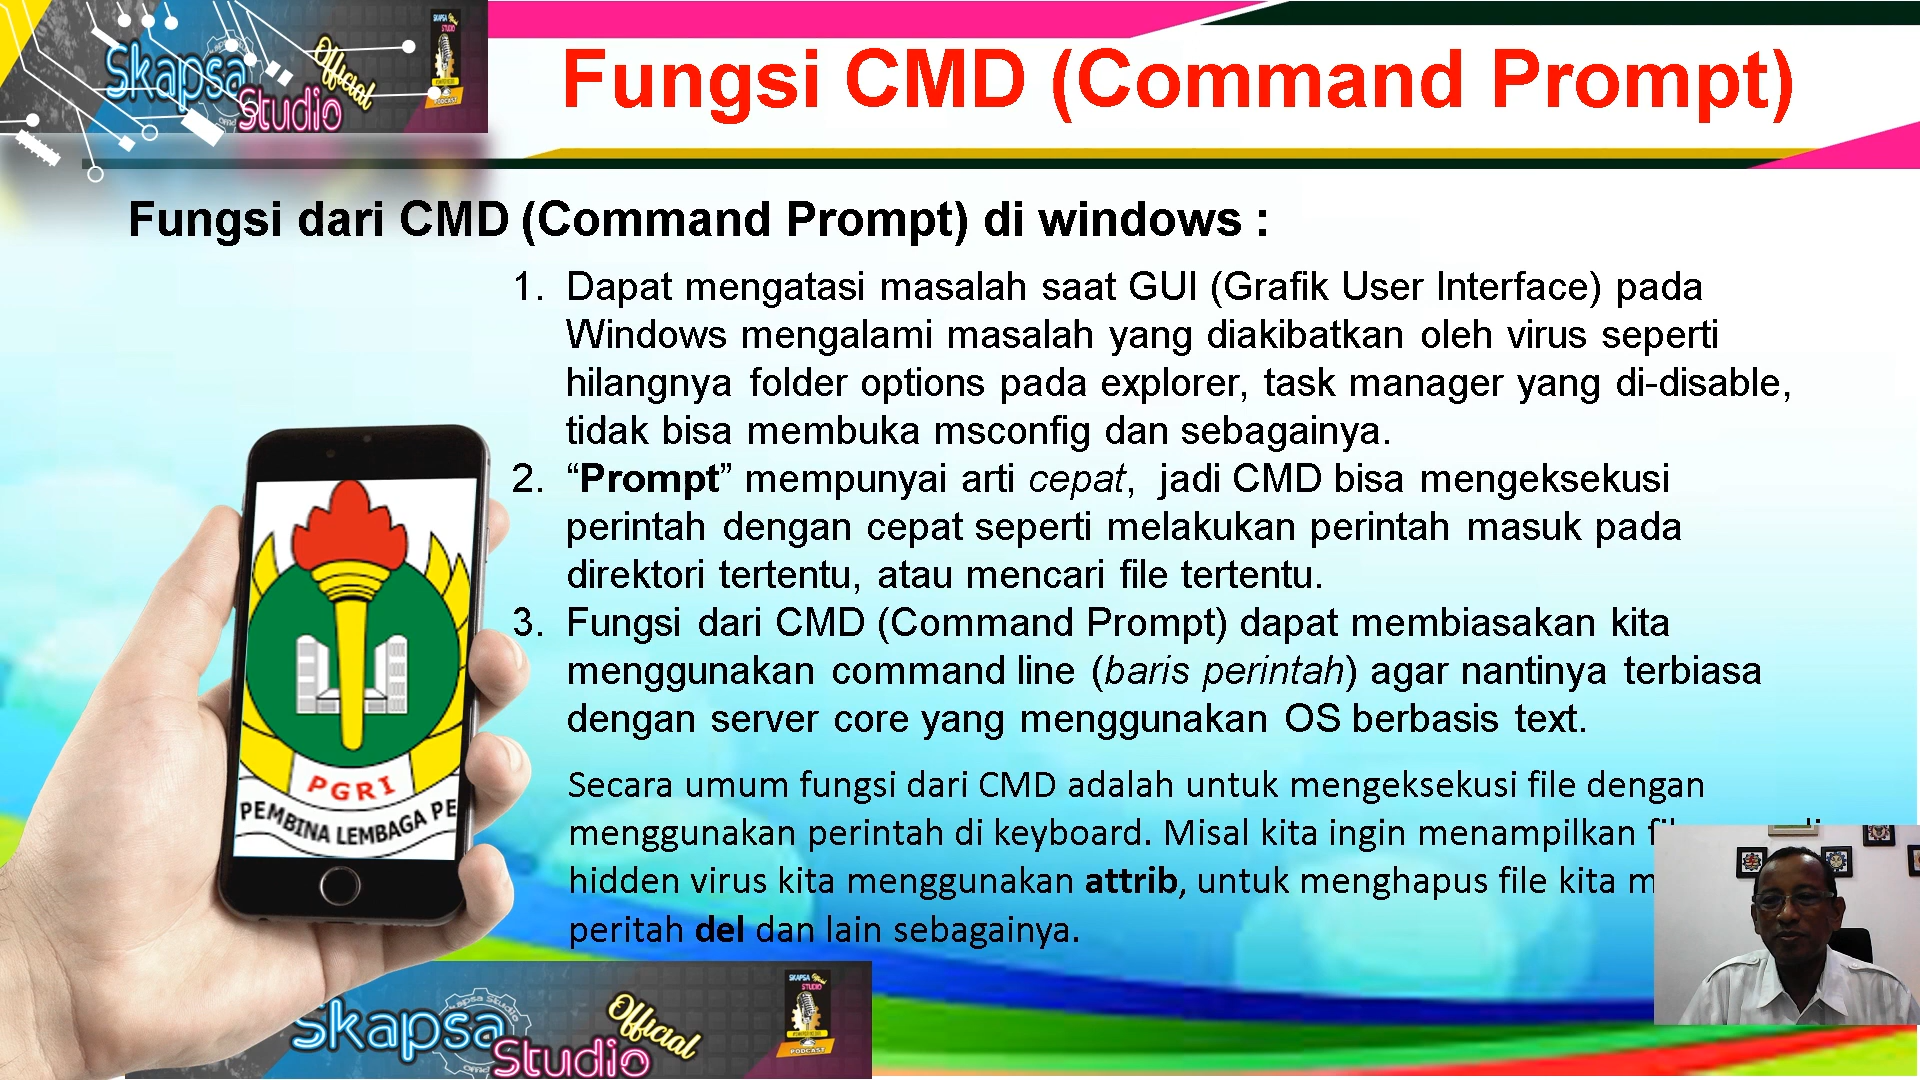 Skapsa
Studio
Official
SKAPSA
STUDIO
PODCAST
Fungsi CMD (Command Prompt)
Fungsi dari CMD (Command Prompt) di windows :
1. Dapat mengatasi masalah saat GUI (Grafik User Interface) pada
Windows mengalami masalah yang diakibatkan oleh virus seperti
hilangnya folder options pada explorer, task manager yang di-disable,
tidak bisa membuka msconfig dan sebagainya.
2. “Prompt” mempunyai arti cepat, jadi CMD bisa mengeksekusi
perintah dengan cepat seperti melakukan perintah masuk pada
direktori tertentu, atau mencari file tertentu.
3. Fungsi dari CMD (Command Prompt) dapat membiasakan kita
menggunakan command line (baris perintah) agar nantinya terbiasa
dengan server core yang menggunakan OS berbasis text.
Secara umum fungsi dari CMD adalah untuk mengeksekusi file dengan
menggunakan perintah di keyboard. Misal kita ingin menampilkan
hidden virus kita menggunakan attrib, untuk menghapus file kita
peritah del dan lain sebagainya.
PGRI
PEMBINA LEMBAGA PE
Skapsa
Studio
Official
SKAPSA
STUDIO
PODCAST